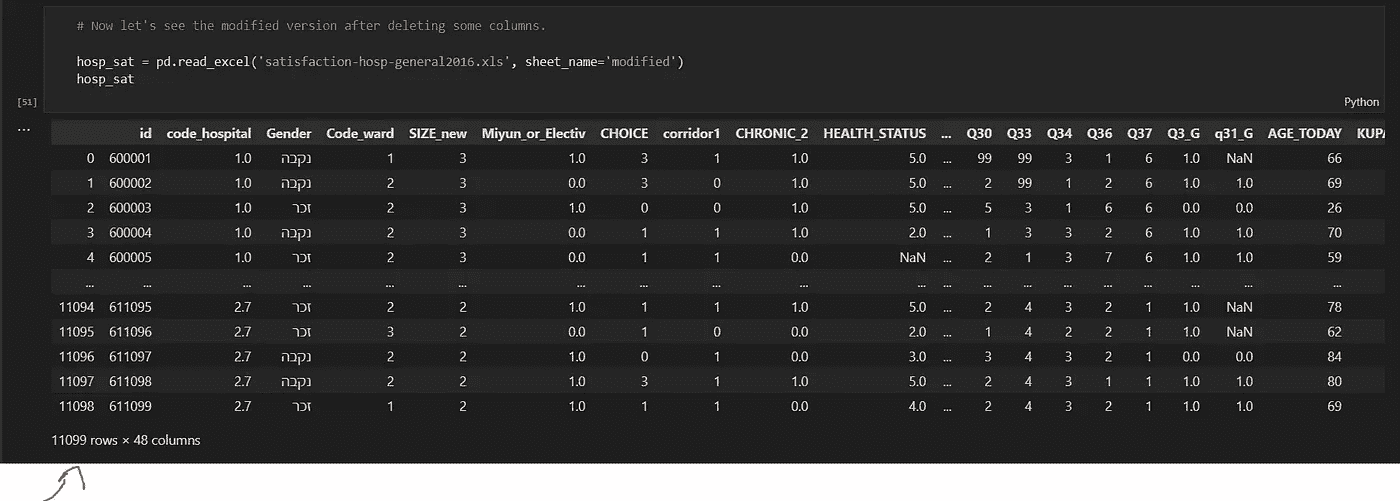 # Now let's see the modified version after deleting some columns.
hosp_sat = pd.read_excel('satisfaction-hosp-general2016.xls', sheet_name='modified')
hosp_sat
[51]
Python
...
id code_hospital Gender Code_ward SIZE_new Miyun_or_Electiv CHOICE corridor1 CHRONIC_2 HEALTH_STATUS ... Q30 Q33 Q34 Q36 Q37 Q3_G q31_G AGE_TODAY KUPA
0 600001 1.0 נקבה 1 3 1.0 3 1 1.0 5.0 ... 99 99 3 1 6 1.0 NaN 66
1 600002 1.0 נקבה 2 3 0.0 3 0 1.0 5.0 ... 2 99 1 2 6 1.0 1.0 69
2 600003 1.0 זכר 2 3 1.0 0 0 1.0 5.0 ... 5 3 1 6 6 0.0 0.0 26
3 600004 1.0 נקבה 2 3 0.0 1 1 1.0 2.0 ... 1 3 3 2 6 1.0 1.0 70
4 600005 1.0 זכר 2 3 0.0 1 1 0.0 NaN ... 2 1 3 7 6 1.0 1.0 59
... ... ... ... ... ... ... ... ... ... ... ... ... ... ... ... ... ... ... ...
11094 611095 2.7 זכר 2 2 1.0 1 1 1.0 5.0 ... 2 4 3 2 1 1.0 NaN 78
11095 611096 2.7 זכר 3 2 0.0 1 0 0.0 2.0 ... 1 4 2 2 1 1.0 NaN 62
11096 611097 2.7 נקבה 2 2 1.0 0 1 0.0 3.0 ... 3 4 3 2 1 0.0 0.0 84
11097 611098 2.7 נקבה 2 2 1.0 3 1 1.0 5.0 ... 2 4 3 1 1 1.0 1.0 80
11098 611099 2.7 זכר 1 2 1.0 1 1 0.0 4.0 ... 2 4 3 2 1 1.0 1.0 69
11099 rows × 48 columns